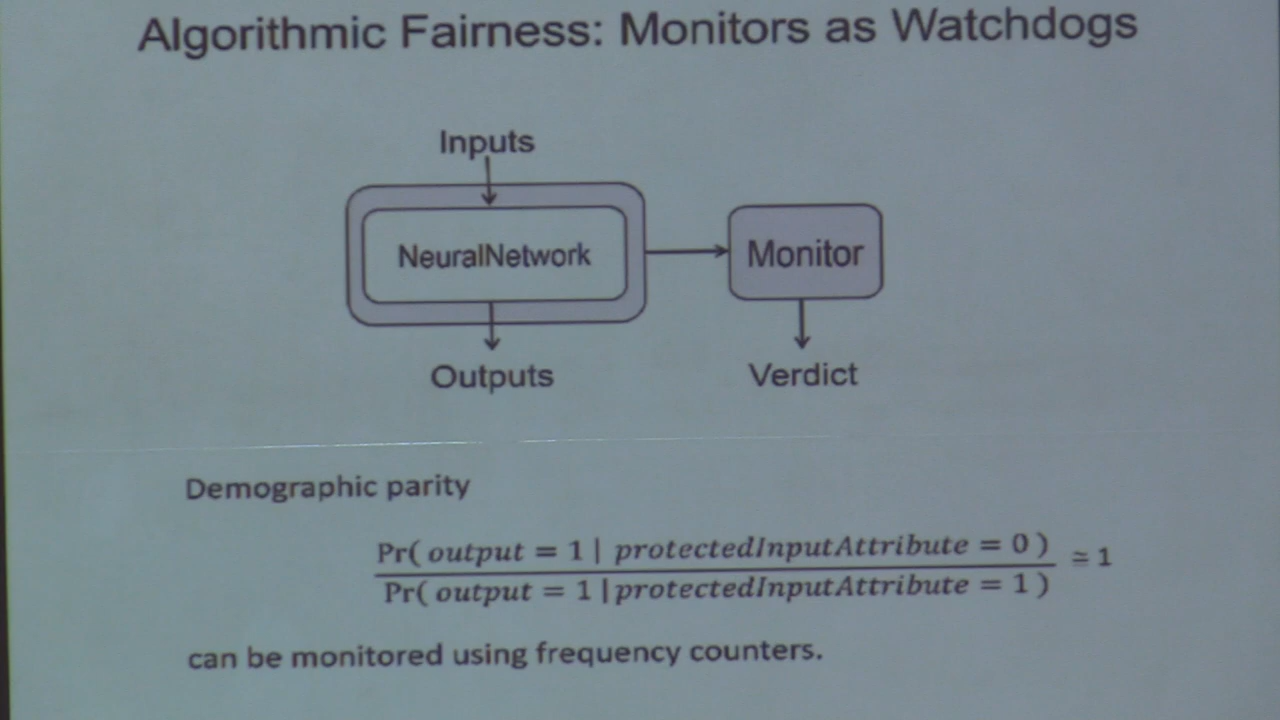 Algorithmic Fairness: Monitors as Watchdogs
Inputs
NeuralNetwork
Monitor
Outputs
Verdict
Demographic parity
Pr( output = 1 | protectedInputAttribute = 0 )
≅ 1
Pr( output = 1 | protectedInputAttribute = 1 )
can be monitored using frequency counters.